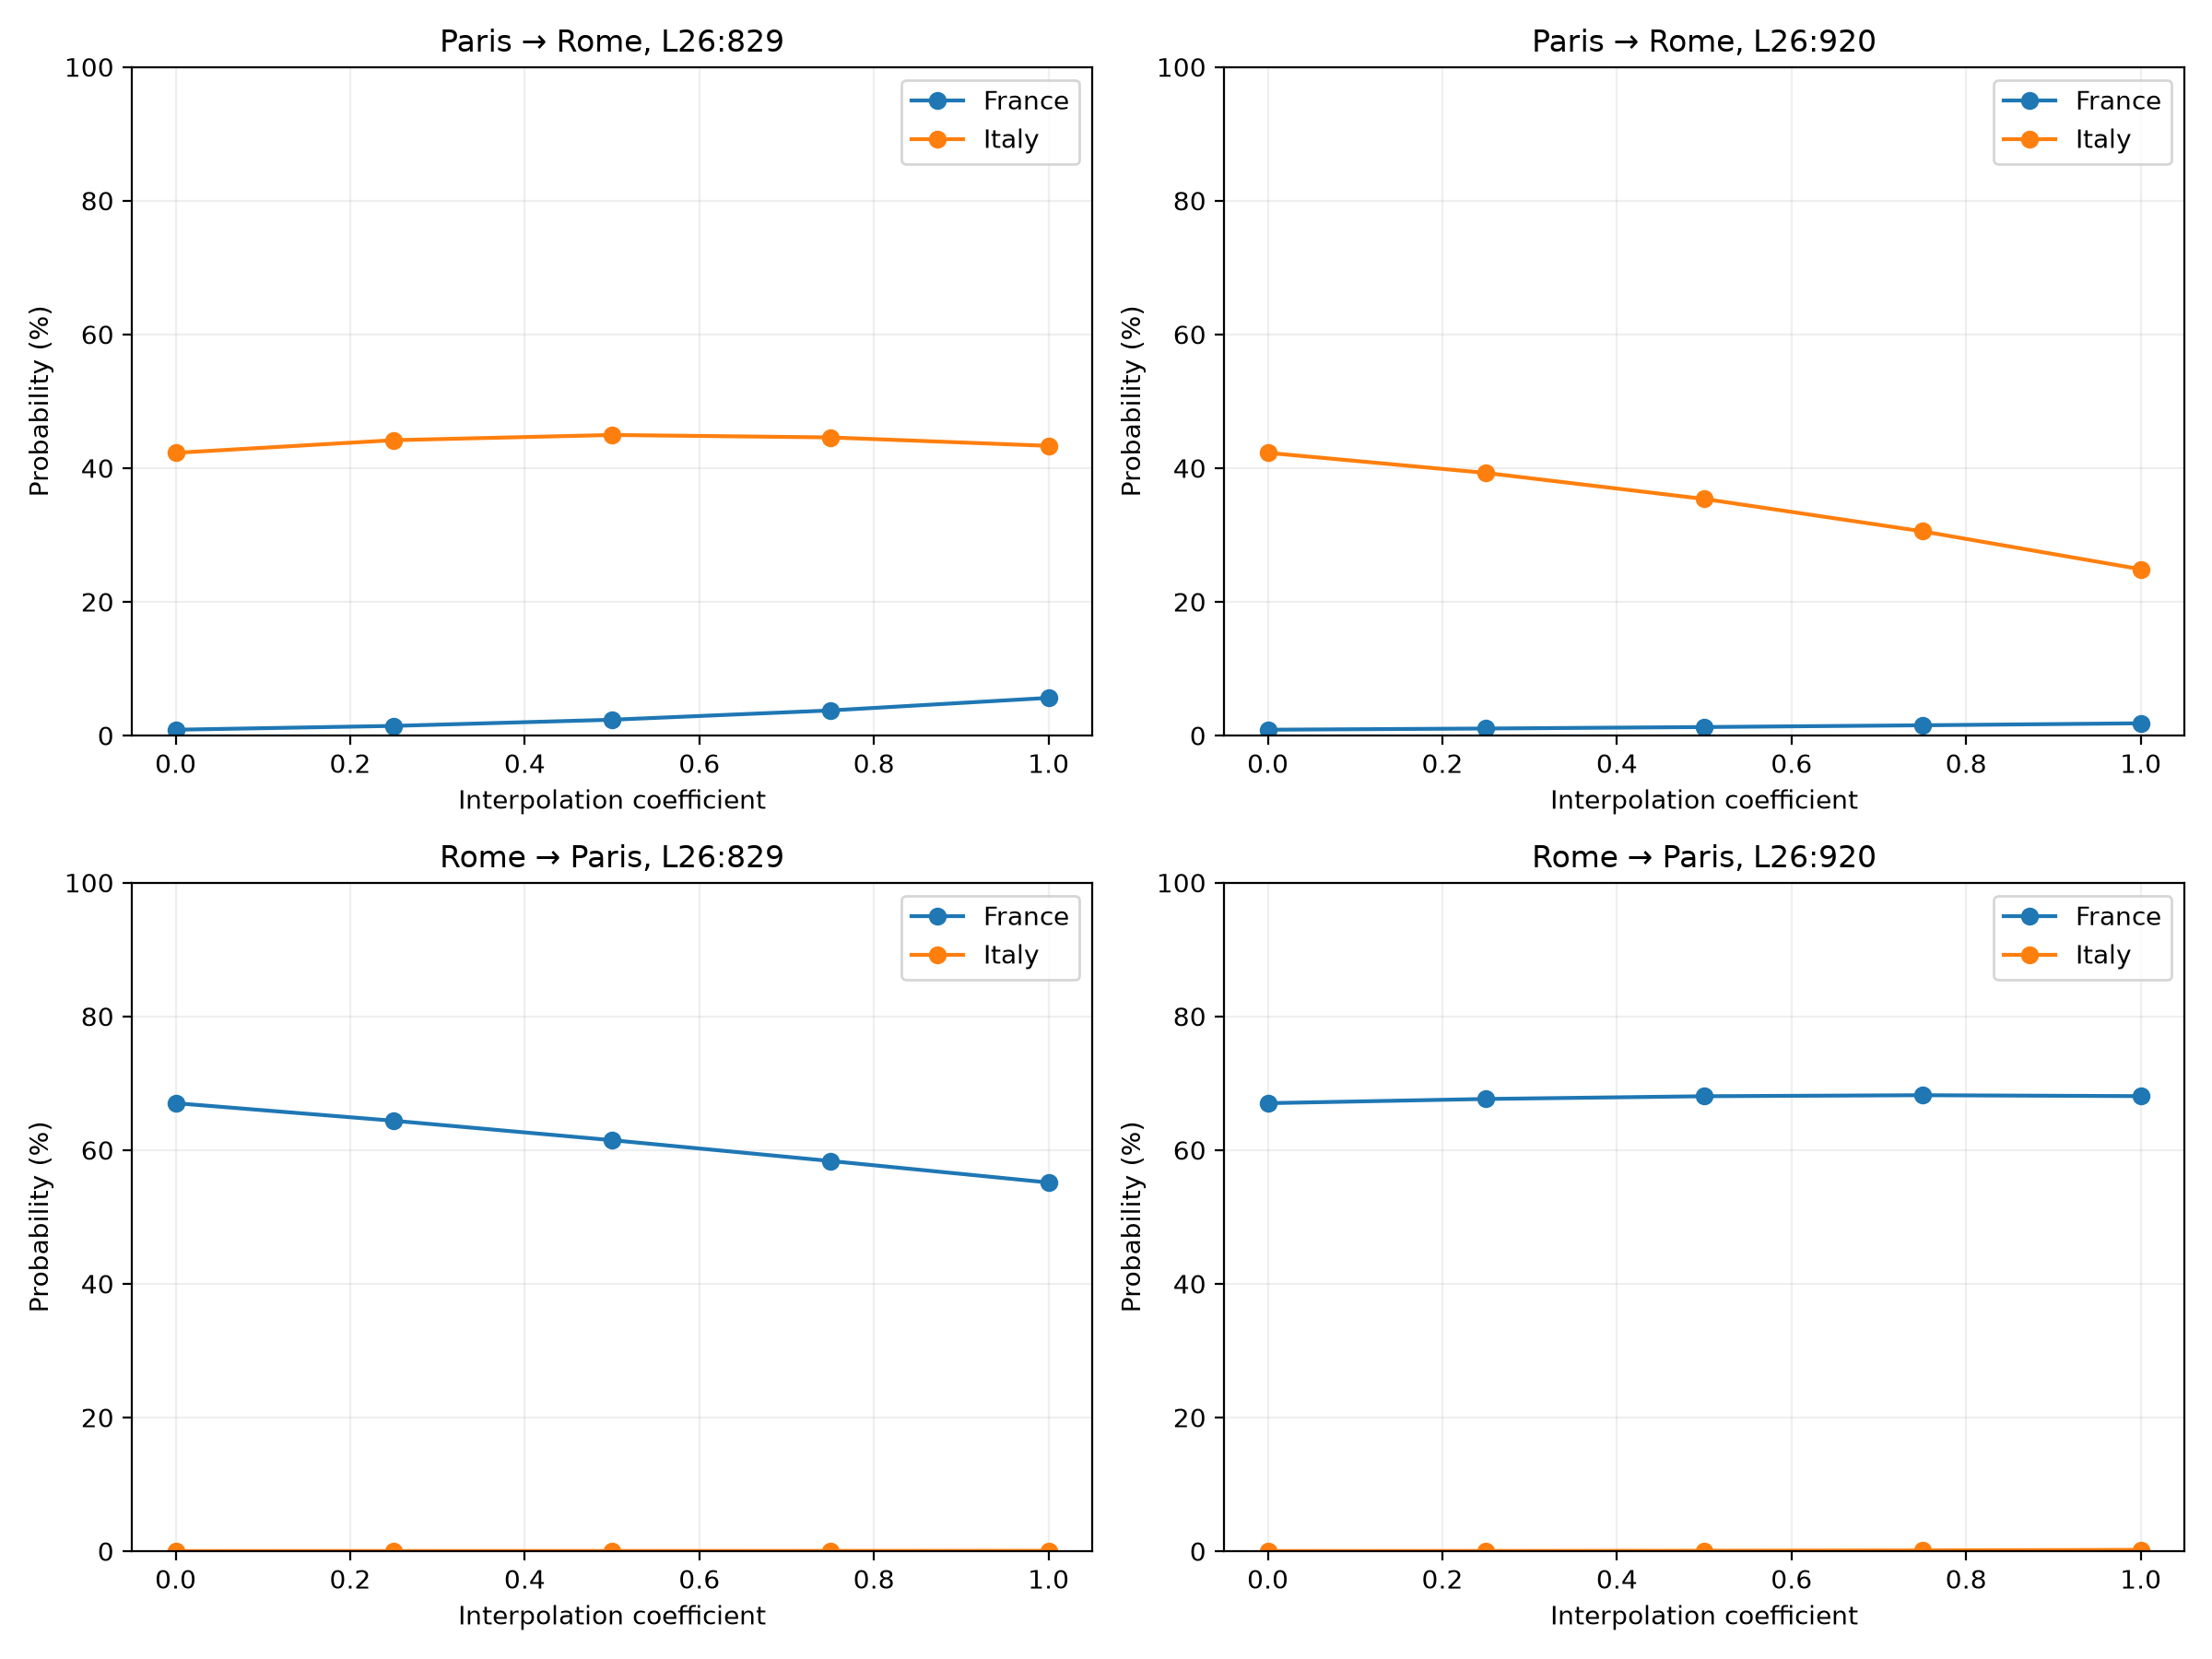 Paris → Rome, L26:829
Probability (%)
100
80
60
40
20
0
France
Italy
0.0 0.2 0.4 0.6 0.8 1.0
Interpolation coefficient
Paris → Rome, L26:920
Probability (%)
100
80
60
40
20
0
France
Italy
0.0 0.2 0.4 0.6 0.8 1.0
Interpolation coefficient
Rome → Paris, L26:829
Probability (%)
100
80
60
40
20
0
France
Italy
0.0 0.2 0.4 0.6 0.8 1.0
Interpolation coefficient
Rome → Paris, L26:920
Probability (%)
100
80
60
40
20
0
France
Italy
0.0 0.2 0.4 0.6 0.8 1.0
Interpolation coefficient